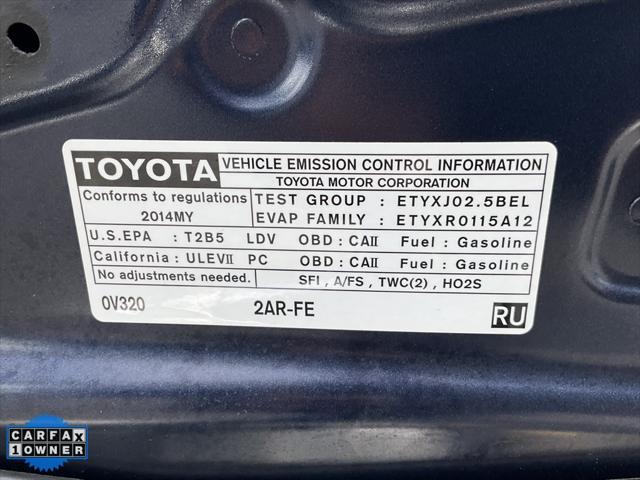 TOYOTA VEHICLE EMISSION CONTROL INFORMATION
TOYOTA MOTOR CORPORATION
Conforms to regulations
2014MY
TEST GROUP : ETYXJ02.5BEL
EVAP FAMILY : ETYXR0115A12
U.S.EPA : T2B5 LDV OBD : CAII Fuel : Gasoline
California : ULEVII PC OBD : CAII Fuel : Gasoline
No adjustments needed. SFI , A/FS , TWC(2) , HO2S
0V320 2AR-FE RU
CARFAX
1 OWNER